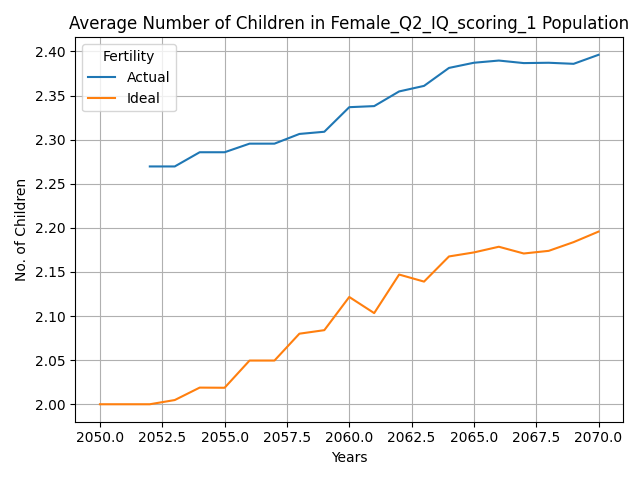 Average Number of Children in Female_Q2_IQ_scoring_1 Population
Fertility
Actual
Ideal
2.40
2.35
2.30
2.25
2.20
2.15
2.10
2.05
2.00
No. of Children
2050.0 2052.5 2055.0 2057.5 2060.0 2062.5 2065.0 2067.5 2070.0
Years